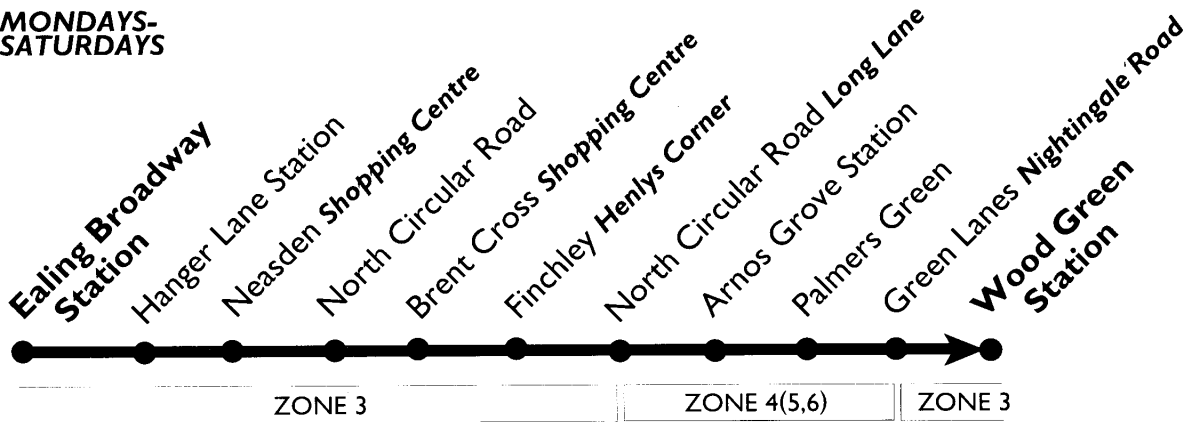 MONDAYS-
SATURDAYS
Ealing Broadway
Station
Hanger Lane Station
Neasden Shopping Centre
North Circular Road
Brent Cross Shopping Centre
Finchley Henlys Corner
North Circular Road Long Lane
Arnos Grove Station
Palmers Green
Green Lanes Nightingale Road
Wood Green
Station
ZONE 3
ZONE 4(5,6)
ZONE 3